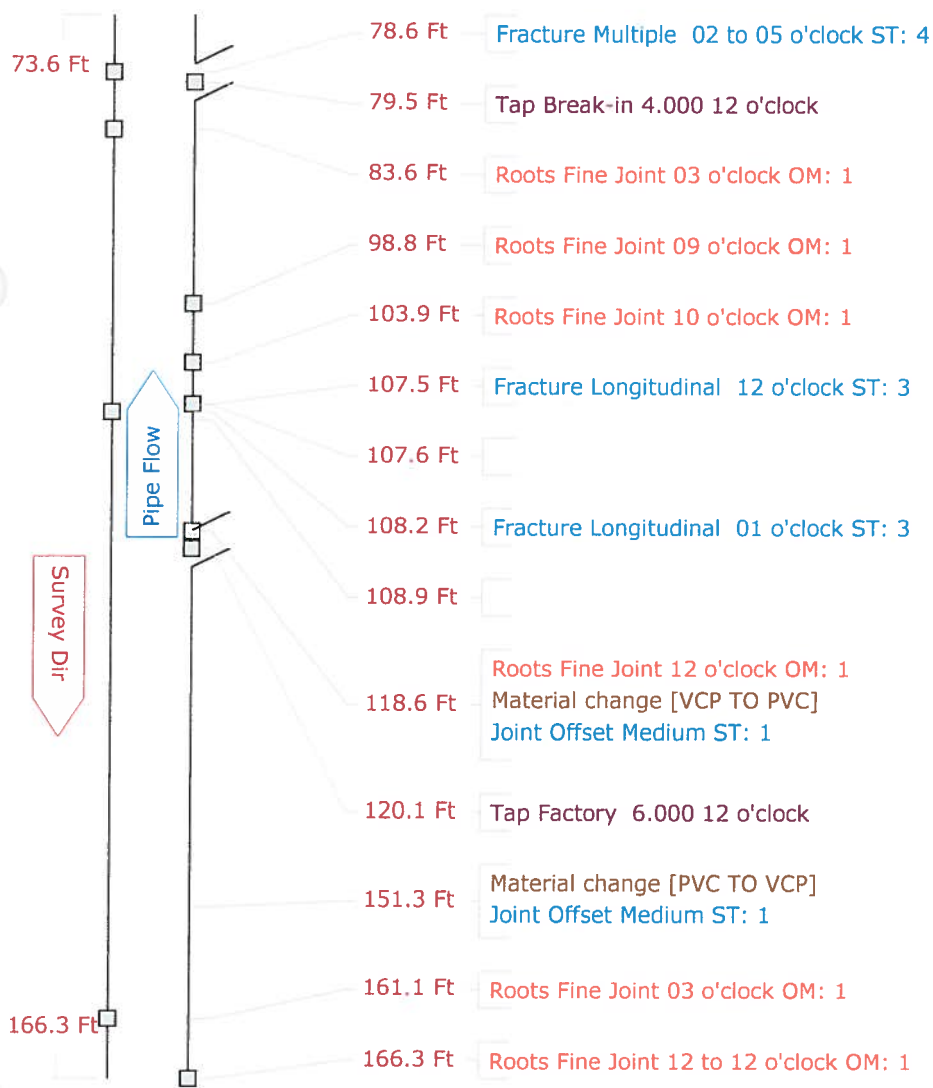 73.6 Ft
78.6 Ft Fracture Multiple 02 to 05 o'clock ST: 4
79.5 Ft Tap Break-in 4.000 12 o'clock
83.6 Ft Roots Fine Joint 03 o'clock OM: 1
98.8 Ft Roots Fine Joint 09 o'clock OM: 1
103.9 Ft Roots Fine Joint 10 o'clock OM: 1
107.5 Ft Fracture Longitudinal 12 o'clock ST: 3
107.6 Ft
Pipe Flow
108.2 Ft Fracture Longitudinal 01 o'clock ST: 3
108.9 Ft
Survey Dir
Roots Fine Joint 12 o'clock OM: 1
118.6 Ft Material change [VCP TO PVC]
Joint Offset Medium ST: 1
120.1 Ft Tap Factory 6.000 12 o'clock
Material change [PVC TO VCP]
151.3 Ft
Joint Offset Medium ST: 1
161.1 Ft Roots Fine Joint 03 o'clock OM: 1
166.3 Ft
166.3 Ft Roots Fine Joint 12 to 12 o'clock OM: 1